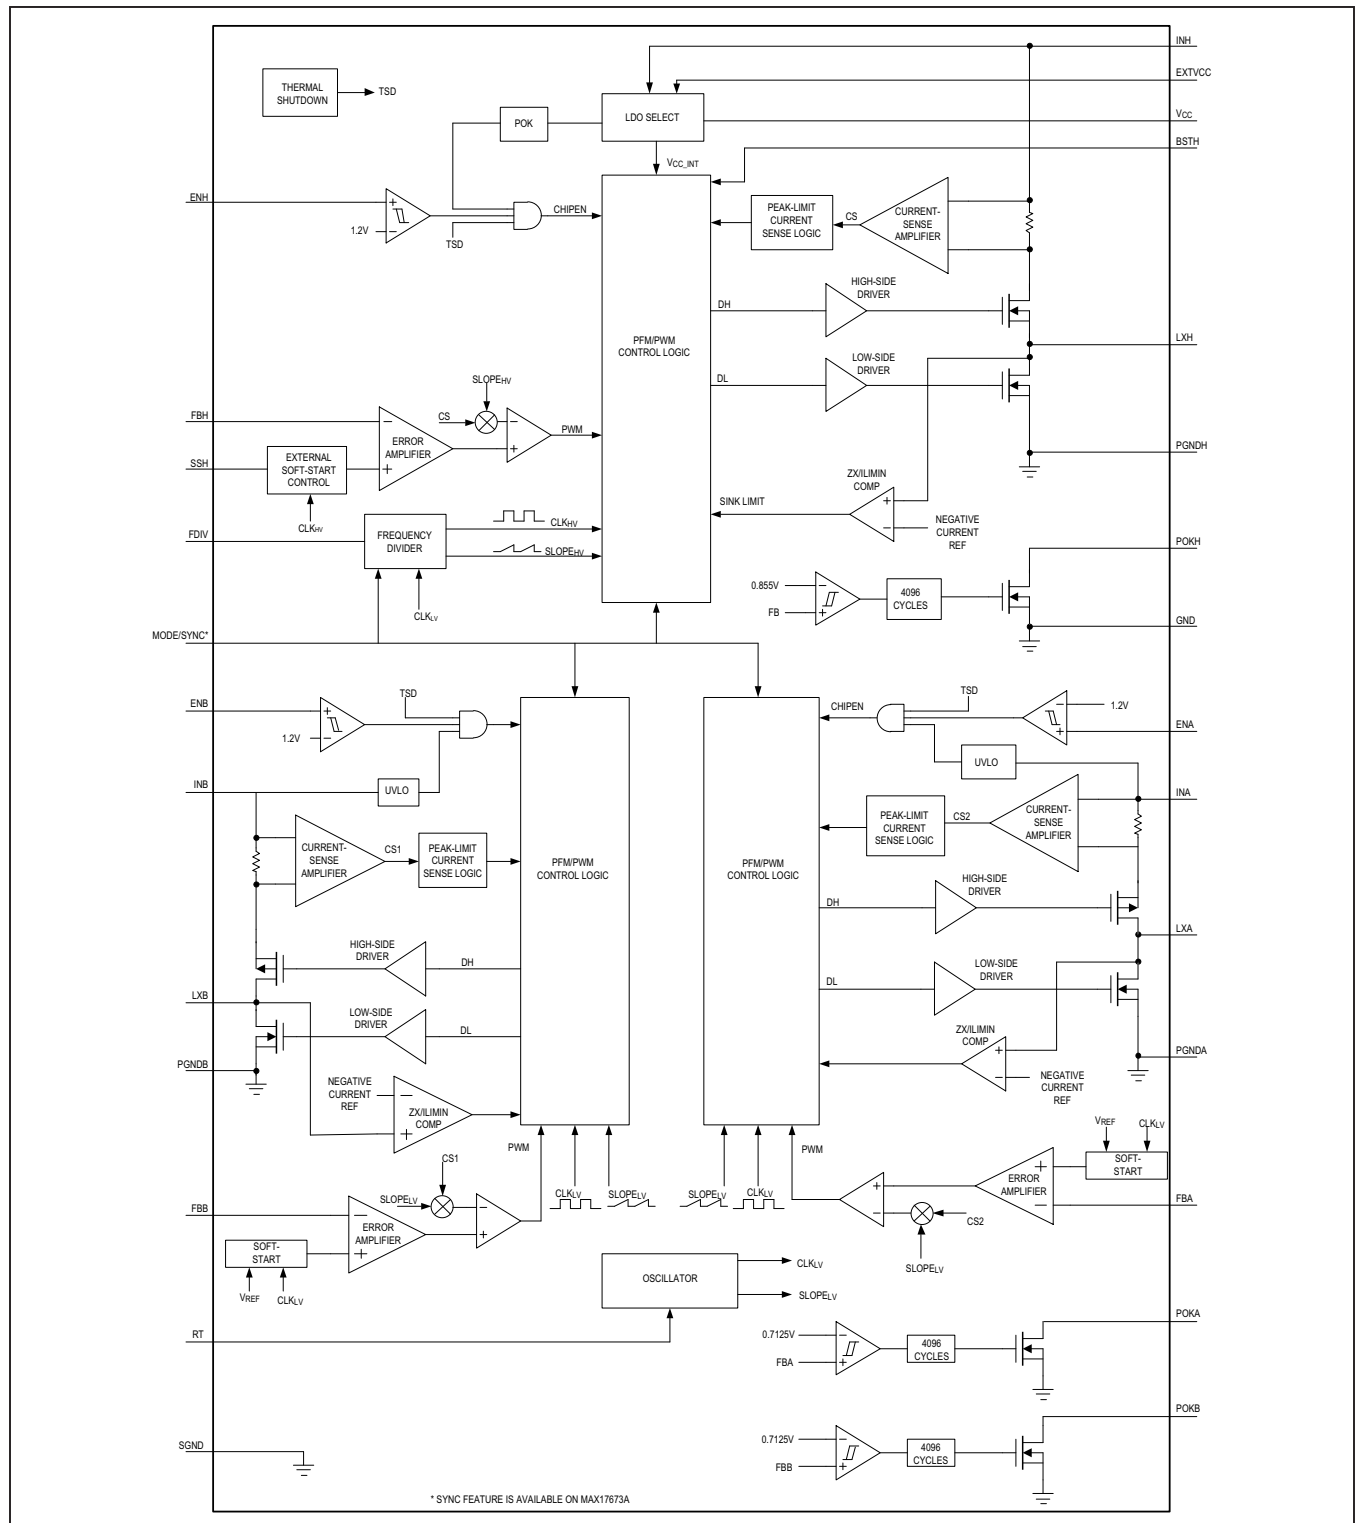 INH
EXTVCC
THERMAL
SHUTDOWN
TSD
LDO SELECT
VCC
POK
BSTH
VCC_INT
ENH
1.2V
TSD
CHIPEN
PEAK-LIMIT
CURRENT
SENSE LOGIC
CS
CURRENT-
SENSE
AMPLIFIER
HIGH-SIDE
DRIVER
DH
PFM/PWM
CONTROL LOGIC
LXH
LOW-SIDE
DRIVER
DL
SLOPEHV
CS
FBH
ERROR
AMPLIFIER
PWM
SSH
EXTERNAL
SOFT-START
CONTROL
CLKHV
PGNDH
ZX/ILIMIN
COMP
SINK LIMIT
NEGATIVE
CURRENT
REF
FDIV
FREQUENCY
DIVIDER
CLKHV
SLOPEHV
CLKLV
POKH
0.855V
FB
4096
CYCLES
GND
MODE/SYNC*
ENB
1.2V
TSD
INB
UVLO
CURRENT-
SENSE
AMPLIFIER
CS1
PEAK-LIMIT
CURRENT
SENSE LOGIC
PFM/PWM
CONTROL LOGIC
HIGH-SIDE
DRIVER
DH
LXB
LOW-SIDE
DRIVER
DL
PGNDB
NEGATIVE
CURRENT
REF
ZX/ILIMIN
COMP
PWM
CS1
SLOPELV
CLKLV
SLOPELV
FBB
ERROR
AMPLIFIER
SOFT-
START
VREF
CLKLV
CHIPEN
TSD
1.2V
ENA
UVLO
INA
PEAK-LIMIT
CURRENT
SENSE LOGIC
CS2
CURRENT-
SENSE
AMPLIFIER
PFM/PWM
CONTROL LOGIC
HIGH-SIDE
DRIVER
DH
LXA
LOW-SIDE
DRIVER
DL
ZX/ILIMIN
COMP
PGNDA
NEGATIVE
CURRENT
REF
PWM
VREF
CLKLV
SOFT-
START
ERROR
AMPLIFIER
FBA
SLOPELV
CLKLV
CS2
SLOPELV
OSCILLATOR
CLKLV
SLOPELV
RT
POKA
0.7125V
FBA
4096
CYCLES
POKB
0.7125V
FBB
4096
CYCLES
SGND
* SYNC FEATURE IS AVAILABLE ON MAX17673A